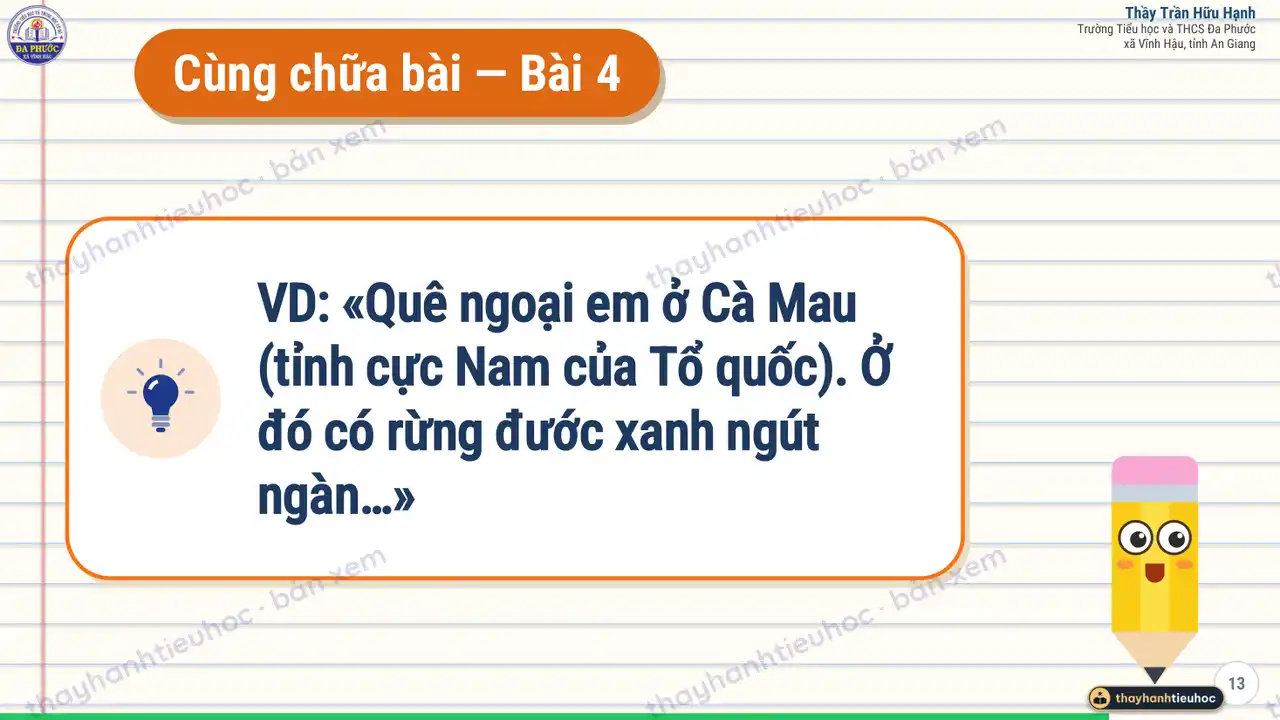 Thầy Trần Hữu Hạnh
Trường Tiểu học và THCS Đa Phước
xã Vĩnh Hậu, tỉnh An Giang
ĐA PHƯỚC
XÃ VĨNH HẬU
Cùng chữa bài – Bài 4
thayhanhtieuhoc · bản xem
thayhanhtieuhoc · bản xem
VD: «Quê ngoại em ở Cà Mau
(tỉnh cực Nam của Tổ quốc). Ở
đó có rừng đước xanh ngút
ngàn...»
thayhanhtieuhoc · bản xem
thayhanhtieuhoc · bản xem
thayhanhtieuhoc
13